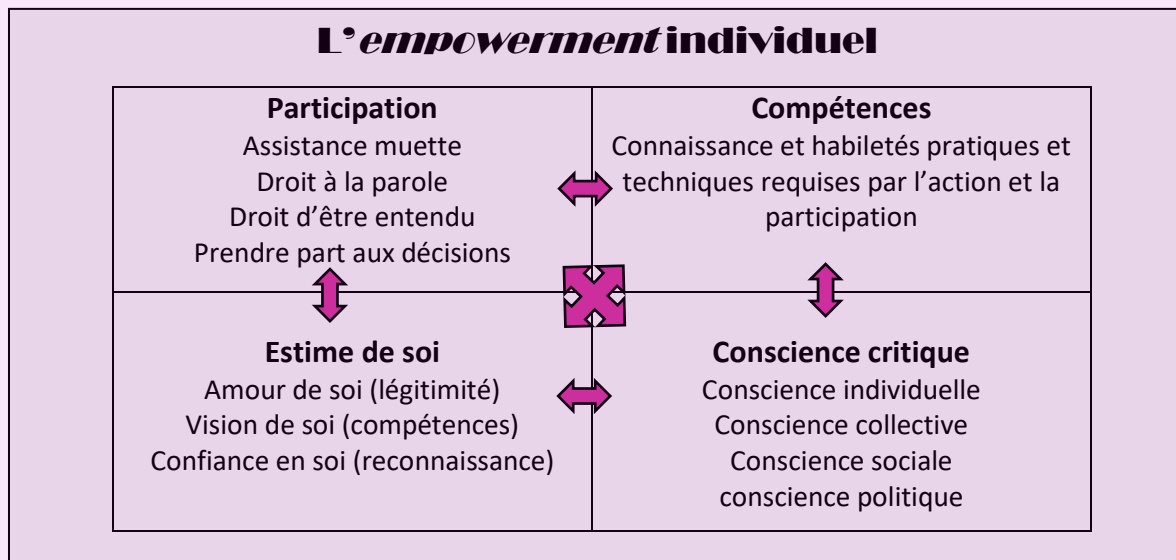 L'empowerment individuel
Participation
Assistance muette
Droit à la parole
Droit d'être entendu
Prendre part aux décisions
Compétences
Connaissance et habiletés pratiques et
techniques requises par l'action et la
participation
Estime de soi
Amour de soi (légitimité)
Vision de soi (compétences)
Confiance en soi (reconnaissance)
Conscience critique
Conscience individuelle
Conscience collective
Conscience sociale
conscience politique